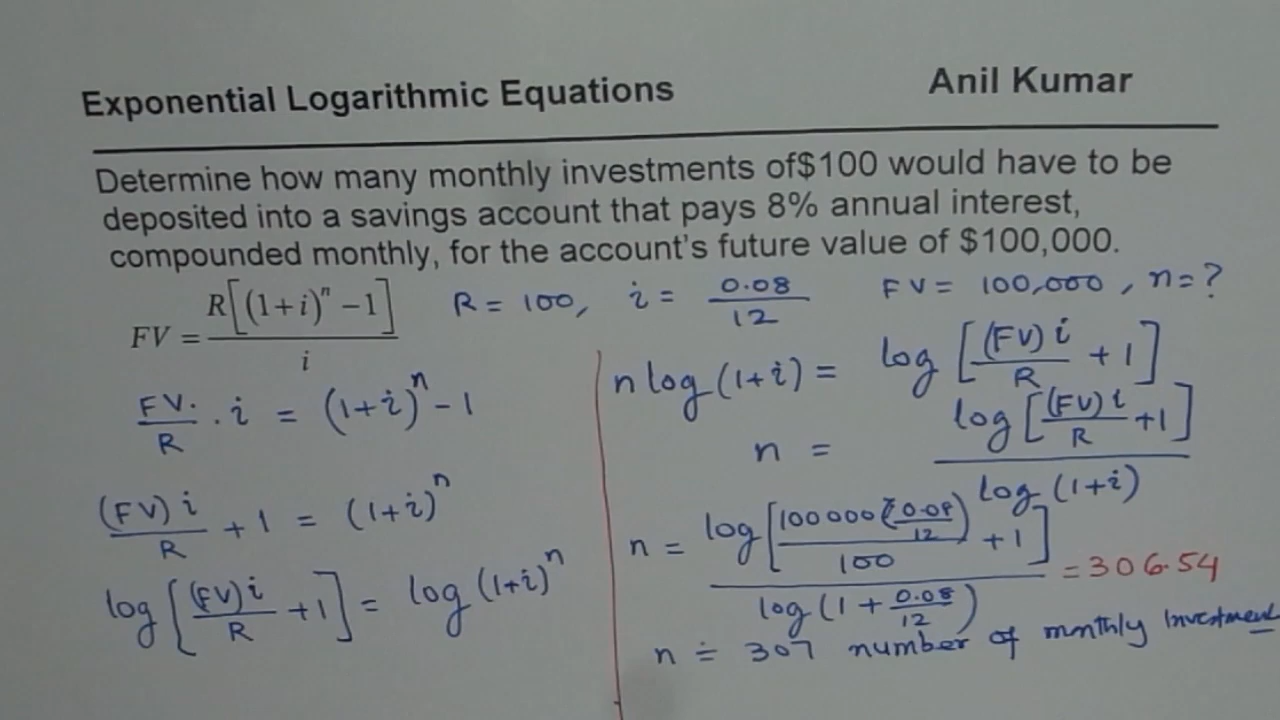 Exponential Logarithmic Equations Anil Kumar
Determine how many monthly investments of$100 would have to be
deposited into a savings account that pays 8% annual interest,
compounded monthly, for the account's future value of $100,000.
FV = R[(1+i)^n −1] / i
R = 100, i = 0.08/12 FV = 100,000, n=?
FV./R . i = (1+i)^n - 1
(FV)i/R + 1 = (1+i)^n
log [(FV)i/R + 1] = log (1+i)^n
n log (1+i) = log [(FV)i/R + 1]
n = log [(FV)i/R + 1] / log (1+i)
n = log [100000(0.08/12)/100 + 1] / log (1 + 0.08/12) = 306.54
n ≐ 307 number of monthly Investment